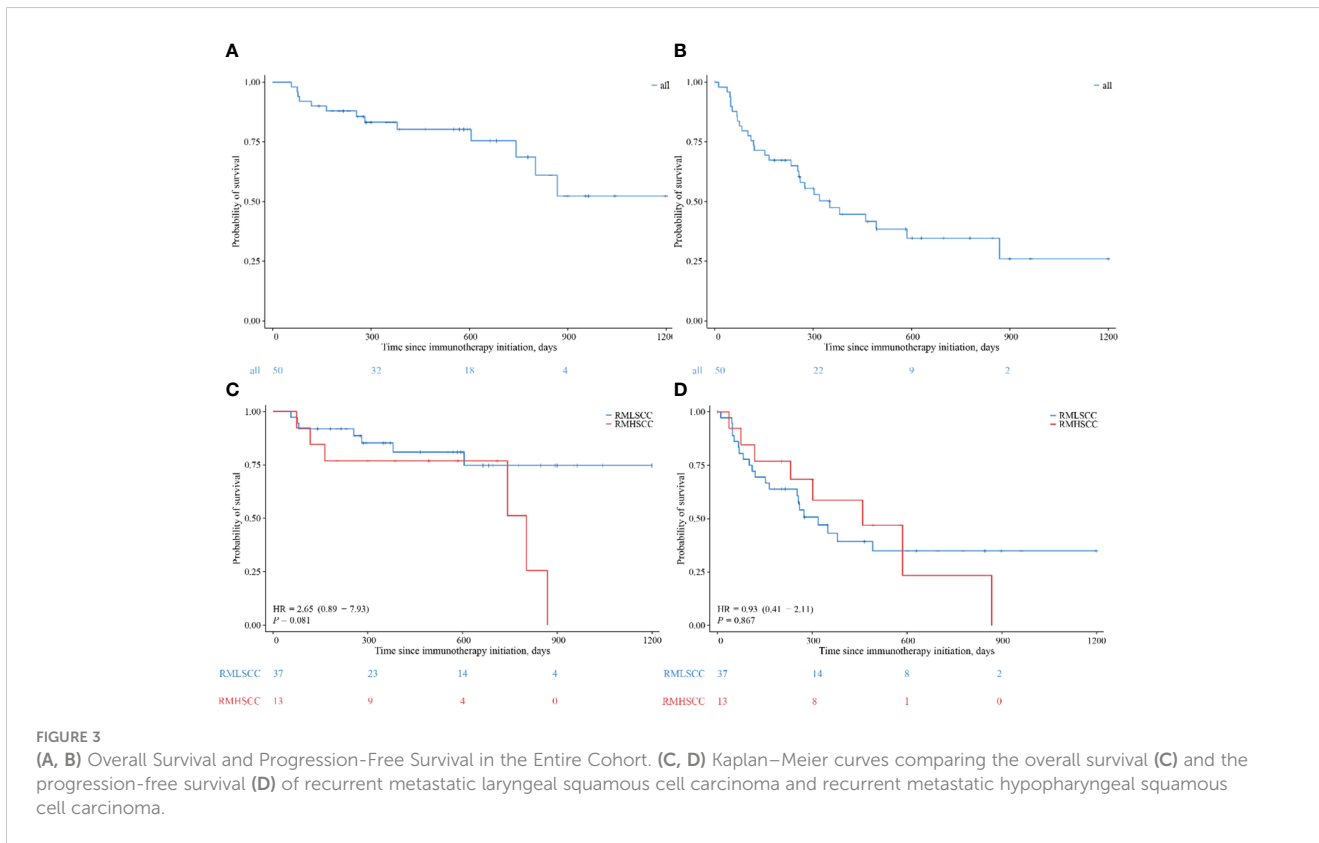 A
1.00
0.75
0.50
0.25
0.00
Probability of survival
all
0
300
600
900
1200
Time since immunotherapy initiation, days
all 50 32 18 4
B
1.00
0.75
0.50
0.25
0.00
Probability of survival
all
0
300
600
900
1200
Time since immunotherapy initiation, days
all 50 22 9 2
C
1.00
0.75
0.50
0.25
0.00
Probability of survival
RMLSCC
RMHSCC
HR = 2.65 (0.89 − 7.93)
P = 0.081
0
300
600
900
1200
Time since immunotherapy initiation, days
RMLSCC 37 23 14 4
RMHSCC 13 9 4 0
D
1.00
0.75
0.50
0.25
0.00
Probability of survival
RMLSCC
RMHSCC
HR = 0.93 (0.41 − 2.11)
P = 0.867
0
300
600
900
1200
Time since immunotherapy initiation, days
RMLSCC 37 14 8 2
RMHSCC 13 8 1 0
FIGURE 3
(A, B) Overall Survival and Progression-Free Survival in the Entire Cohort. (C, D) Kaplan–Meier curves comparing the overall survival (C) and the
progression-free survival (D) of recurrent metastatic laryngeal squamous cell carcinoma and recurrent metastatic hypopharyngeal squamous
cell carcinoma.